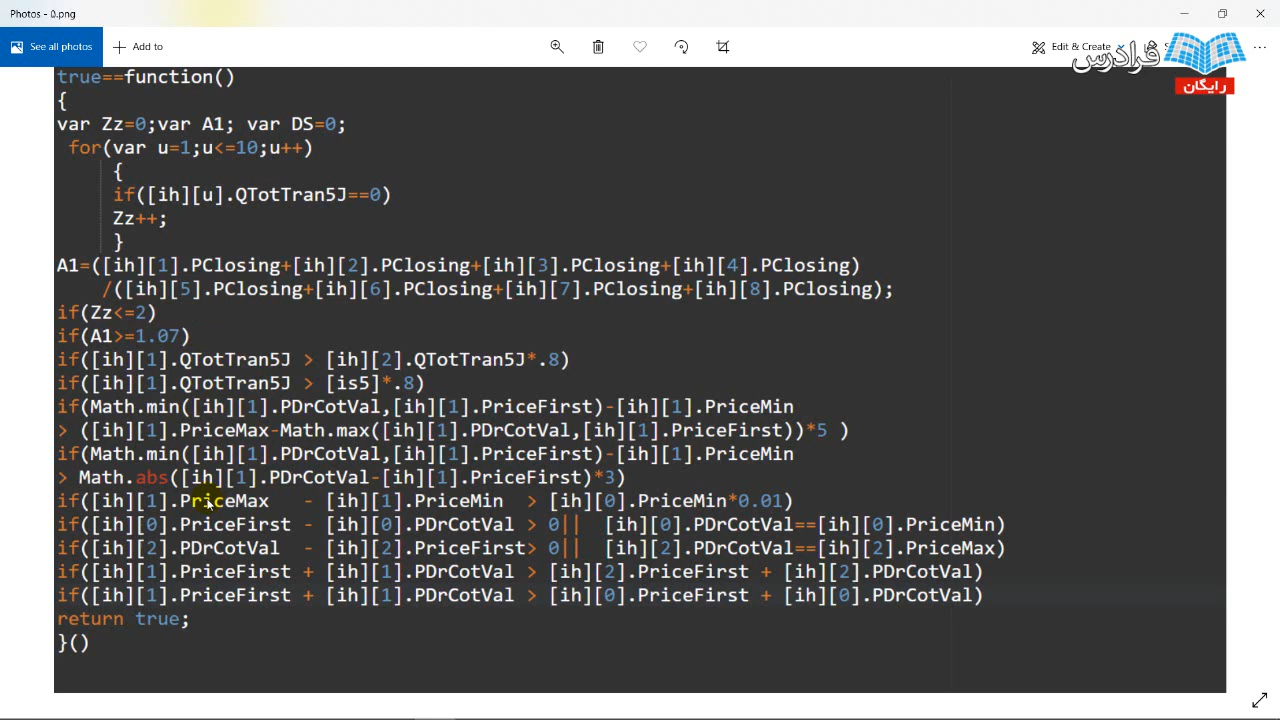 Photos - 0.png
See all photos
Add to
Edit & Create
فرادرس
رایگان
true==function()
{
var Zz=0;var A1; var DS=0;
for(var u=1;u<=10;u++)
{
if([ih][u].QTotTran5J==0)
Zz++;
}
A1=([ih][1].PClosing+[ih][2].PClosing+[ih][3].PClosing+[ih][4].PClosing)
/([ih][5].PClosing+[ih][6].PClosing+[ih][7].PClosing+[ih][8].PClosing);
if(Zz<=2)
if(A1>=1.07)
if([ih][1].QTotTran5J > [ih][2].QTotTran5J*.8)
if([ih][1].QTotTran5J > [is5]*.8)
if(Math.min([ih][1].PDrCotVal,[ih][1].PriceFirst)-[ih][1].PriceMin
> ([ih][1].PriceMax-Math.max([ih][1].PDrCotVal,[ih][1].PriceFirst))*5 )
if(Math.min([ih][1].PDrCotVal,[ih][1].PriceFirst)-[ih][1].PriceMin
> Math.abs([ih][1].PDrCotVal-[ih][1].PriceFirst)*3)
if([ih][1].PriceMax - [ih][1].PriceMin > [ih][0].PriceMin*0.01)
if([ih][0].PriceFirst - [ih][0].PDrCotVal > 0|| [ih][0].PDrCotVal==[ih][0].PriceMin)
if([ih][2].PDrCotVal - [ih][2].PriceFirst> 0|| [ih][2].PDrCotVal==[ih][2].PriceMax)
if([ih][1].PriceFirst + [ih][1].PDrCotVal > [ih][2].PriceFirst + [ih][2].PDrCotVal)
if([ih][1].PriceFirst + [ih][1].PDrCotVal > [ih][0].PriceFirst + [ih][0].PDrCotVal)
return true;
}()